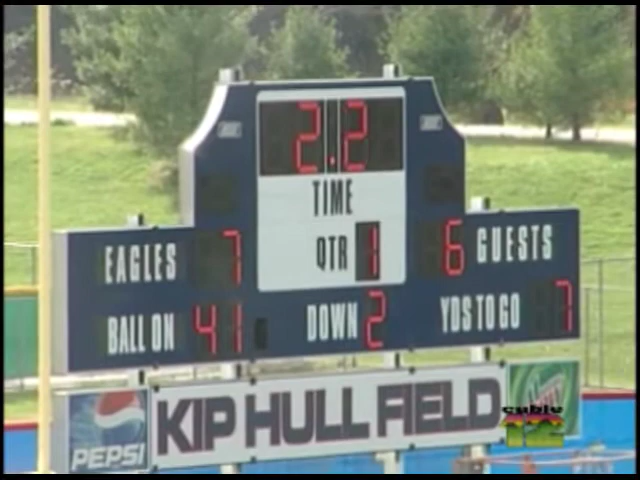 2.2
TIME
QTR 1
EAGLES 7
6 GUESTS
BALL ON 41
DOWN 2
YDS TO GO 7
PEPSI
KIP HULL FIELD
cable
12